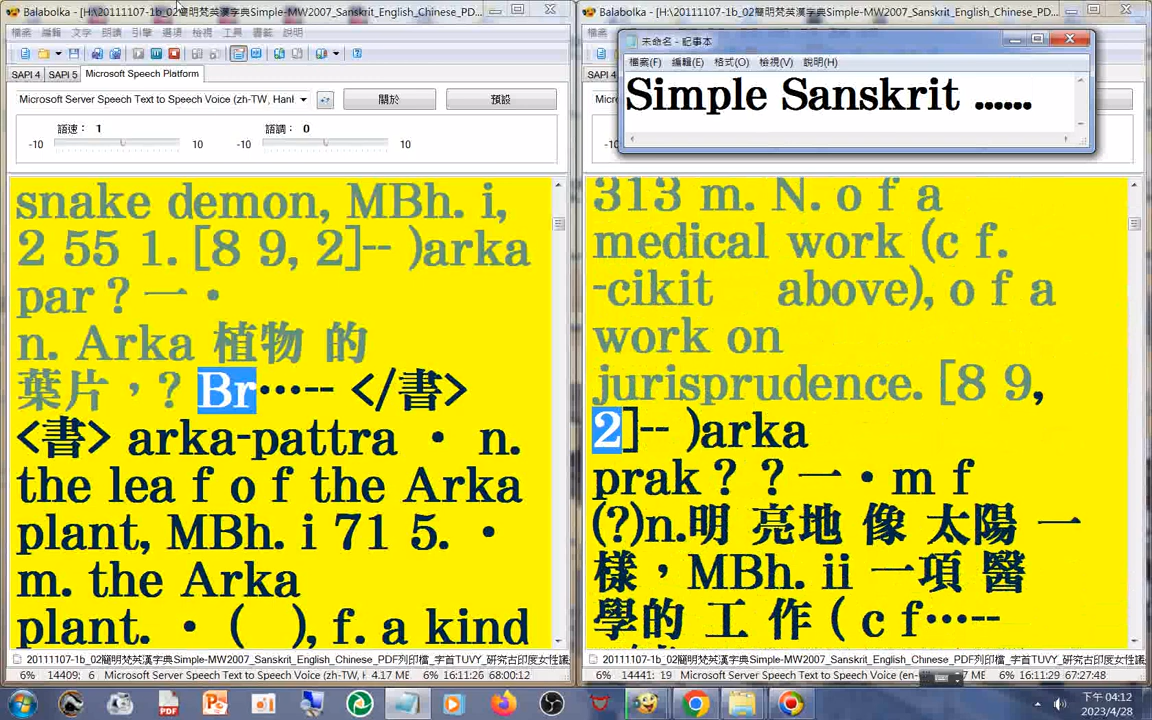 Balabolka - [H:\20111107-1b_02簡明梵英漢字典Simple-MW2007_Sanskrit_English_Chinese_PD...
檔案 編輯 文字 朗讀 引擎 選項 檢視 工具 書籤 說明
SAPI 4 SAPI 5 Microsoft Speech Platform
Microsoft Server Speech Text to Speech Voice (zh-TW, HanH
關於
預設
語速： 1
語調： 0
-10 10 -10 10
snake demon, MBh. i,
2 55 1. [8 9, 2]-- )arka
par？一・
n. Arka 植物 的
葉片，? Br…-- </書>
<書> arka-pattra ・ n.
the lea f o f the Arka
plant, MBh. i 71 5. ・
m. the Arka
plant. ・ ( ), f. a kind
20111107-1b_02簡明梵英漢字典Simple-MW2007_Sanskrit_English_Chinese_PDF列印檔_字首TUVY_研究古印度女性議
6% 14409: 6 Modified 4.17 ME 6% 16:11:26 68:00:12
Balabolka - [H:\20111107-1b_02簡明梵英漢字典Simple-MW2007_Sanskrit_English_Chinese_PDF...
未命名 - 記事本
檔案(F) 編輯(E) 格式(O) 檢視(V) 說明(H)
Simple Sanskrit ......
SAPI 4
-10
313 m. N. o f a
medical work (c f.
-cikit above), o f a
work on
jurisprudence. [8 9,
2]-- )arka
prak？？一・m f
(?)n.明 亮地 像 太陽 一
樣，MBh. ii 一項 醫
學的 工 作 ( c f…--
20111107-1b_02簡明梵英漢字典Simple-MW2007_Sanskrit_English_Chinese_PDF列印檔_字首TUVY_研究古印度女性議
6% 14441: 19 Microsoft Server Speech Text to Speech Voice (en- 6% 16:11:29 67:27:48
下午 04:12
2023/4/28